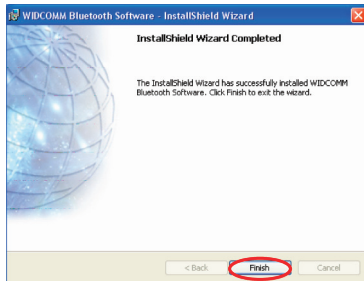 WIDCOMM Bluetooth Software - InstallShield Wizard
InstallShield Wizard Completed
The InstallShield Wizard has successfully installed WIDCOMM
Bluetooth Software. Click Finish to exit the wizard.
< Back
Finish
Cancel